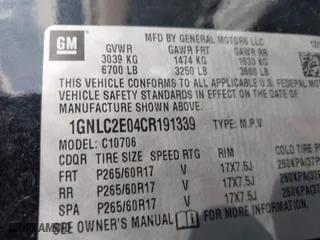 GM
MFD BY GENERAL MOTORS LLC
GVWR GAWR FRT GAWR RR
3039 KG 1474 KG 1633 KG
6700 LB 3250 LB 3600 LB
THIS VEHICLE CONFORMS TO ALL APPLICABLE U.S. FEDERAL MOTOR
VEHICLE SAFETY
STANDARDS IN EFFECT ON THE DATE OF
MANUFACTURE SHOWN ABOVE.
1GNLC2E04CR191339 TYPE: M.P.V
MODEL: C10706
TIRE SIZE SPEED RTG RIM COLD TIRE
FRT P265/60R17 V 17X7.5J
RR P265/60R17 V 17X7.5J
SPA P265/60R17 V 17X7.5J
SEE OWNER'S MANUAL FOR MORE INFORMATION